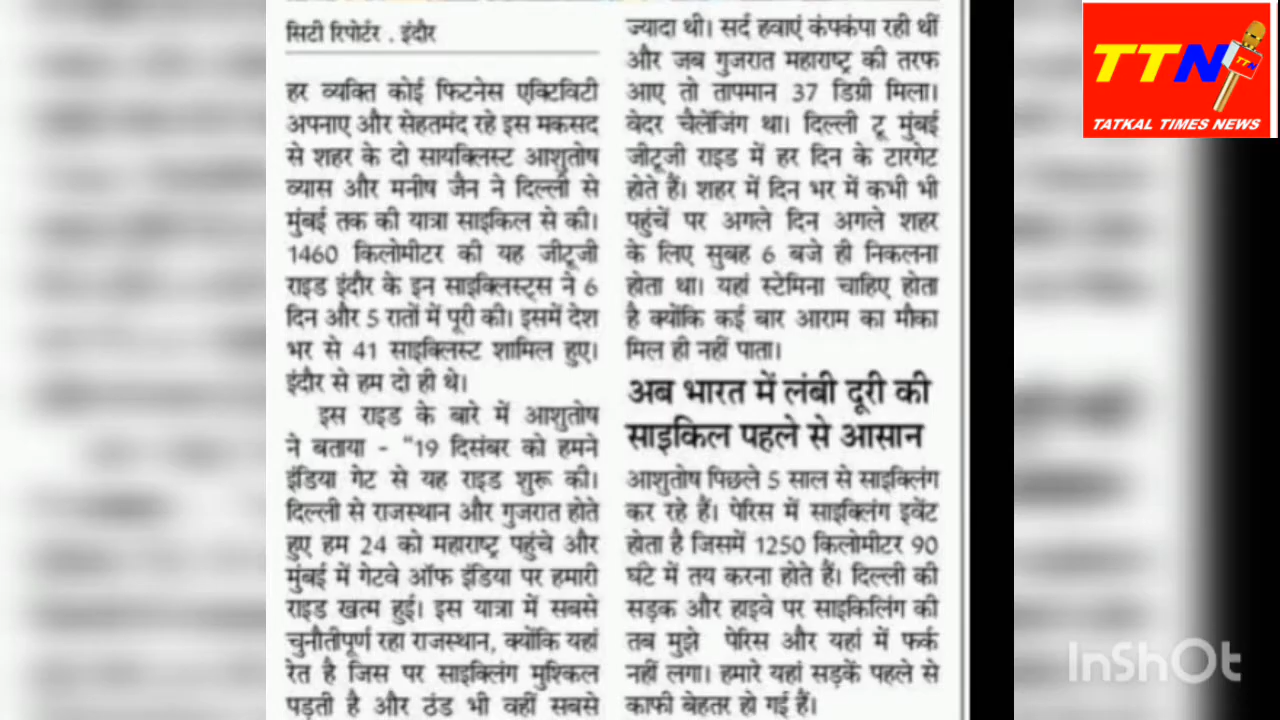 सिटी रिपोर्टर . इंदौर
हर व्यक्ति कोई फिटनेस एक्टिविटी
अपनाए और सेहतमंद रहे इस मकसद
से शहर के दो सायक्लिस्ट आशुतोष
व्यास और मनीष जैन ने दिल्ली से
मुंबई तक की यात्रा साइकिल से की।
1460 किलोमीटर की यह जीटूजी
राइड इंदौर के इन साइक्लिस्ट्स ने 6
दिन और 5 रातों में पूरी की। इसमें देश
भर से 41 साइक्लिस्ट शामिल हुए।
इंदौर से हम दो ही थे।
इस राइड के बारे में आशुतोष
ने बताया - “19 दिसंबर को हमने
इंडिया गेट से यह राइड शुरू की।
दिल्ली से राजस्थान और गुजरात होते
हुए हम 24 को महाराष्ट्र पहुंचे और
मुंबई में गेटवे ऑफ इंडिया पर हमारी
राइड खत्म हुई। इस यात्रा में सबसे
चुनौतीपूर्ण रहा राजस्थान, क्योंकि यहां
रेत है जिस पर साइक्लिंग मुश्किल
पड़ती है और ठंड भी वहीं सबसे
ज्यादा थी। सर्द हवाएं कंपकंपा रही थीं
और जब गुजरात महाराष्ट्र की तरफ
आए तो तापमान 37 डिग्री मिला।
वेदर चैलेंजिंग था। दिल्ली टू मुंबई
जीटूजी राइड में हर दिन के टारगेट
होते हैं। शहर में दिन भर में कभी भी
पहुंचें पर अगले दिन अगले शहर
के लिए सुबह 6 बजे ही निकलना
होता था। यहां स्टेमिना चाहिए होता
है क्योंकि कई बार आराम का मौका
मिल ही नहीं पाता।
अब भारत में लंबी दूरी की
साइकिल पहले से आसान
आशुतोष पिछले 5 साल से साइक्लिंग
कर रहे हैं। पेरिस में साइक्लिंग इवेंट
होता है जिसमें 1250 किलोमीटर 90
घंटे में तय करना होते हैं। दिल्ली की
सड़क और हाइवे पर साइकिलिंग की
तब मुझे पेरिस और यहां में फर्क
नहीं लगा। हमारे यहां सड़कें पहले से
काफी बेहतर हो गई हैं।
TTN
TTN
TATKAL TIMES NEWS
InShOt